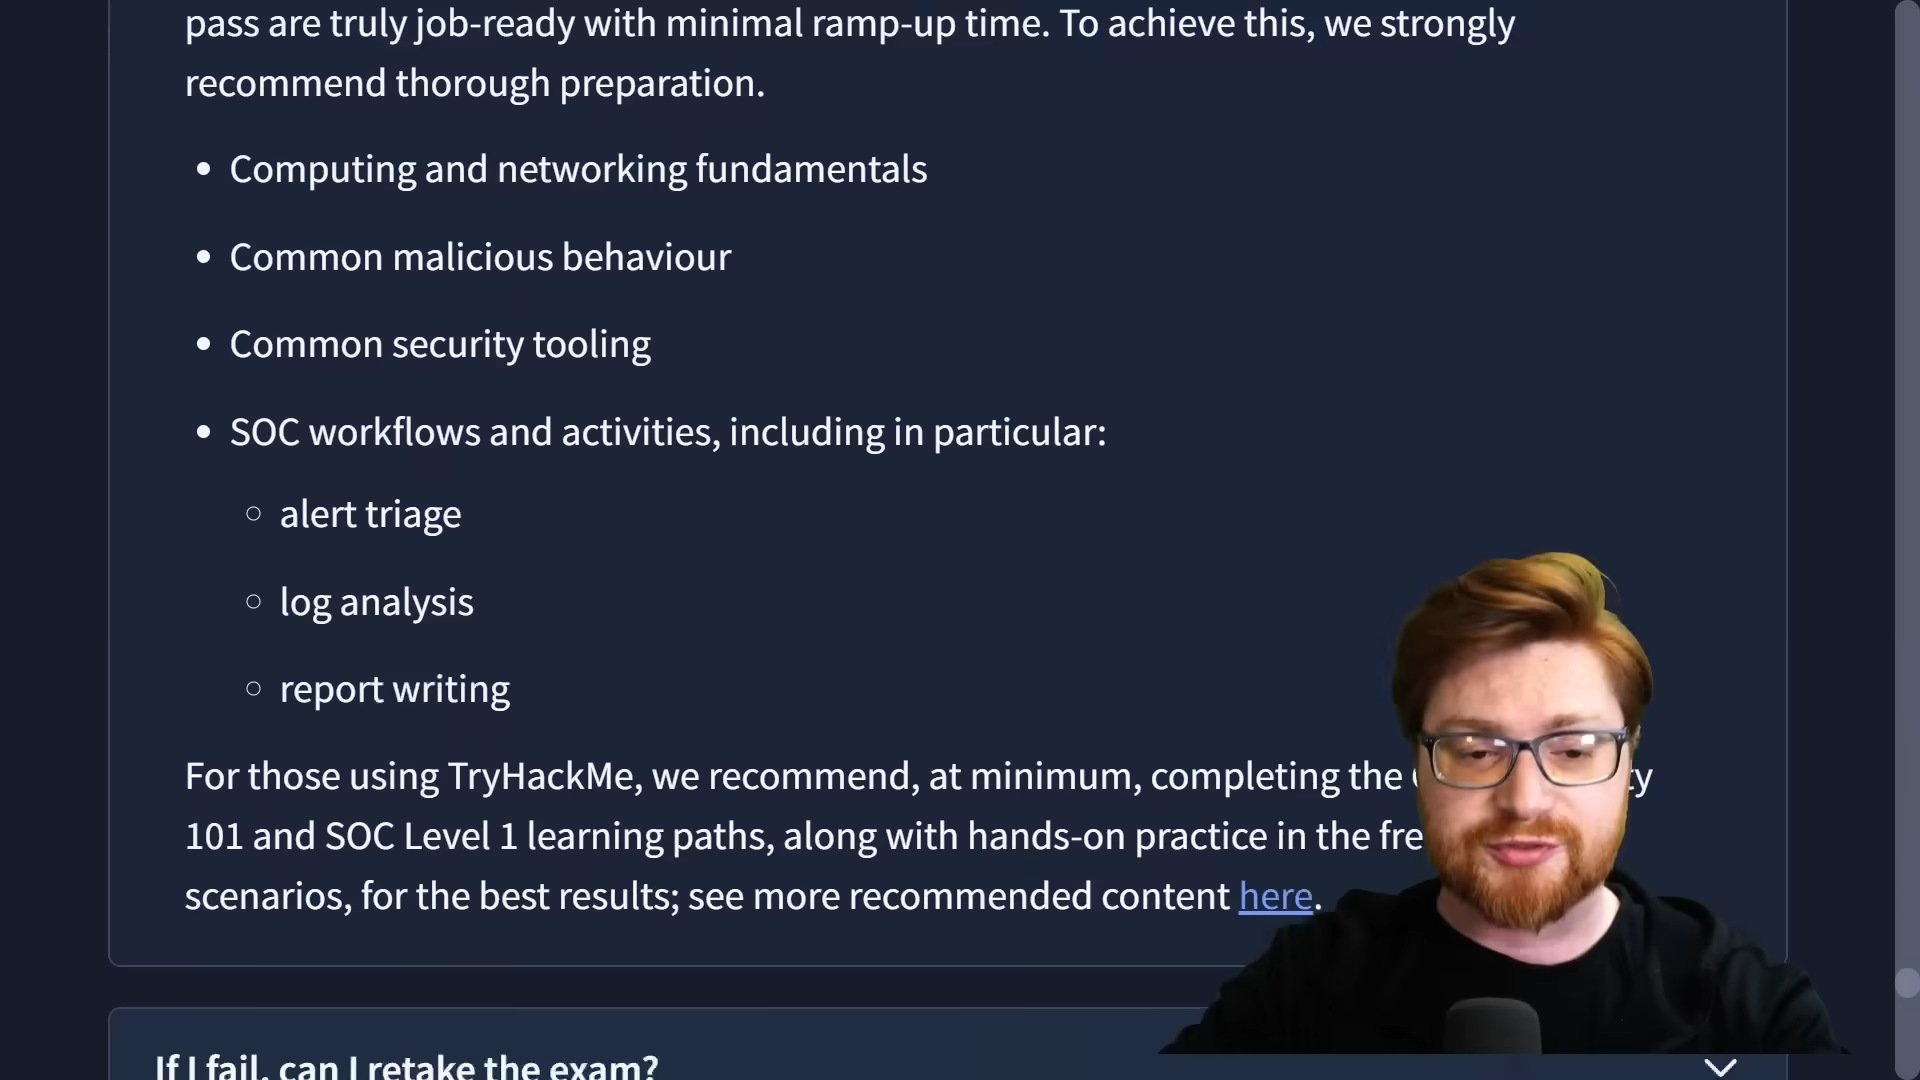 pass are truly job-ready with minimal ramp-up time. To achieve this, we strongly
recommend thorough preparation.
• Computing and networking fundamentals
• Common malicious behaviour
• Common security tooling
• SOC workflows and activities, including in particular:
○ alert triage
○ log analysis
○ report writing
For those using TryHackMe, we recommend, at minimum, completing the
101 and SOC Level 1 learning paths, along with hands-on practice in the
scenarios, for the best results; see more recommended content here.
If I fail, can I retake the exam?